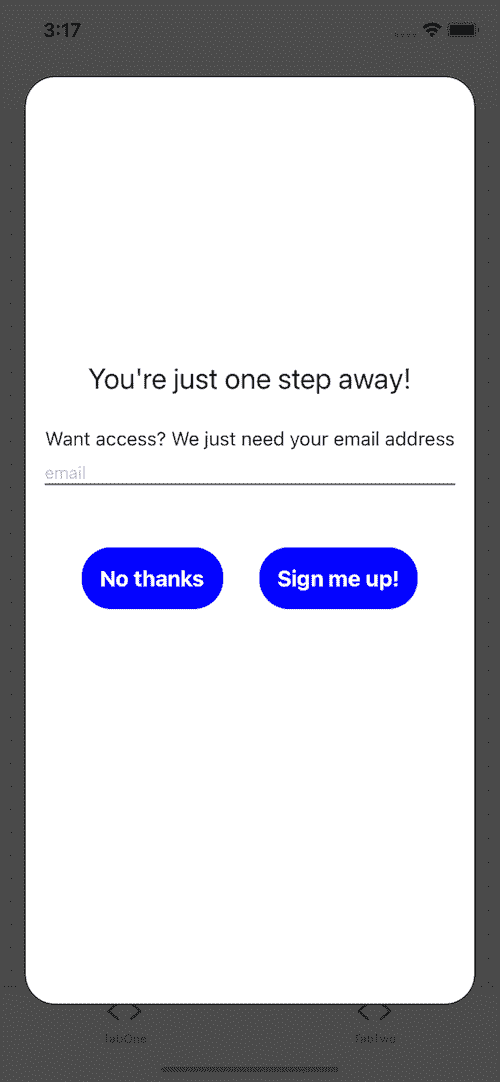 3:17
You're just one step away!
Want access? We just need your email address
email
No thanks
Sign me up!
TabOne
TabTwo